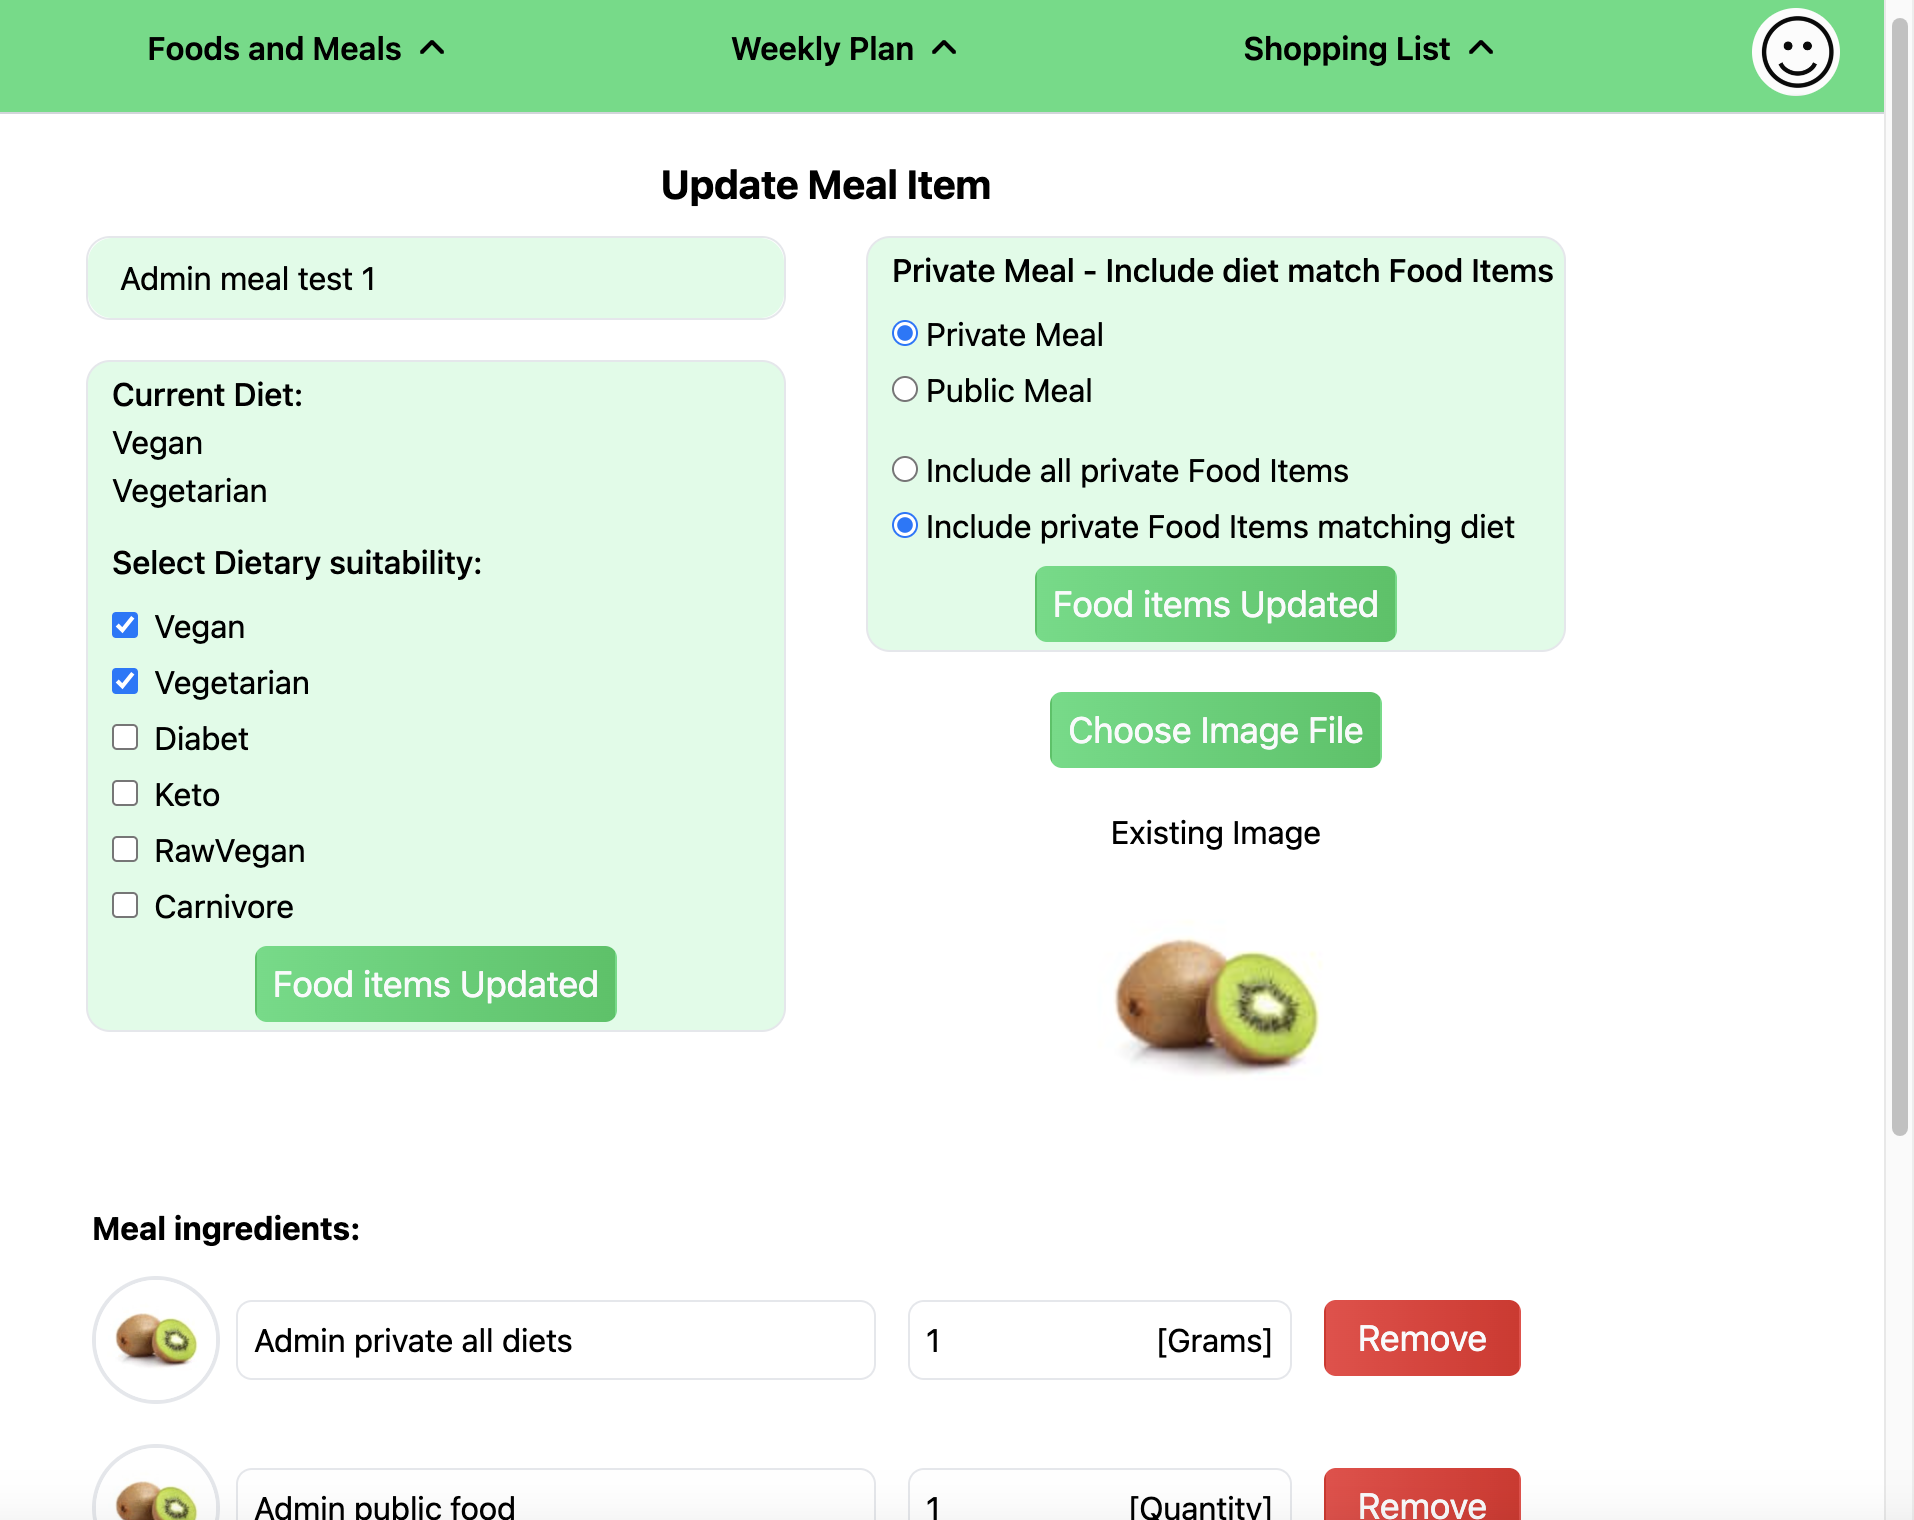 Foods and Meals
Weekly Plan
Shopping List
Update Meal Item
Admin meal test 1
Current Diet:
Vegan
Vegetarian
Select Dietary suitability:
Vegan
Vegetarian
Diabet
Keto
RawVegan
Carnivore
Food items Updated
Private Meal - Include diet match Food Items
Private Meal
Public Meal
Include all private Food Items
Include private Food Items matching diet
Food items Updated
Choose Image File
Existing Image
Meal ingredients:
Admin private all diets
1 [Grams]
Remove
Admin public food
1 [Quantity]
Remove